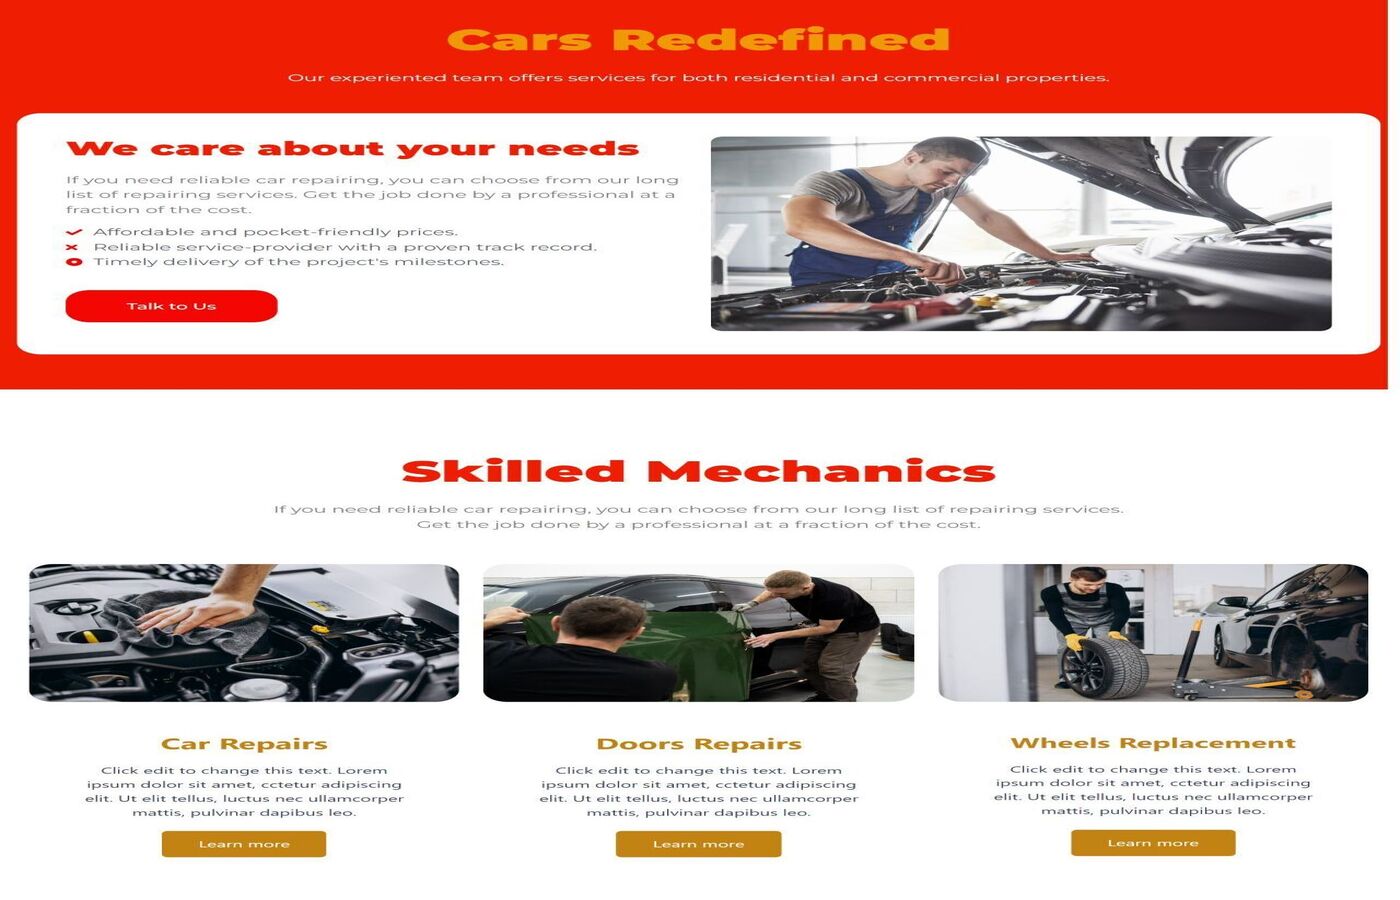 Cars Redefined
Our experiented team offers services for both residential and commercial properties.
We care about your needs
If you need reliable car repairing, you can choose from our long
list of repairing services. Get the job done by a professional at a
fraction of the cost.
Affordable and pocket-friendly prices.
Reliable service-provider with a proven track record.
Timely delivery of the project's milestones.
Talk to Us
Skilled Mechanics
If you need reliable car repairing, you can choose from our long list of repairing services.
Get the job done by a professional at a fraction of the cost.
Car Repairs
Click edit to change this text. Lorem
ipsum dolor sit amet, cctetur adipiscing
elit. Ut elit tellus, luctus nec ullamcorper
mattis, pulvinar dapibus leo.
Learn more
Doors Repairs
Click edit to change this text. Lorem
ipsum dolor sit amet, cctetur adipiscing
elit. Ut elit tellus, luctus nec ullamcorper
mattis, pulvinar dapibus leo.
Learn more
Wheels Replacement
Click edit to change this text. Lorem
ipsum dolor sit amet, cctetur adipiscing
elit. Ut elit tellus, luctus nec ullamcorper
mattis, pulvinar dapibus leo.
Learn more